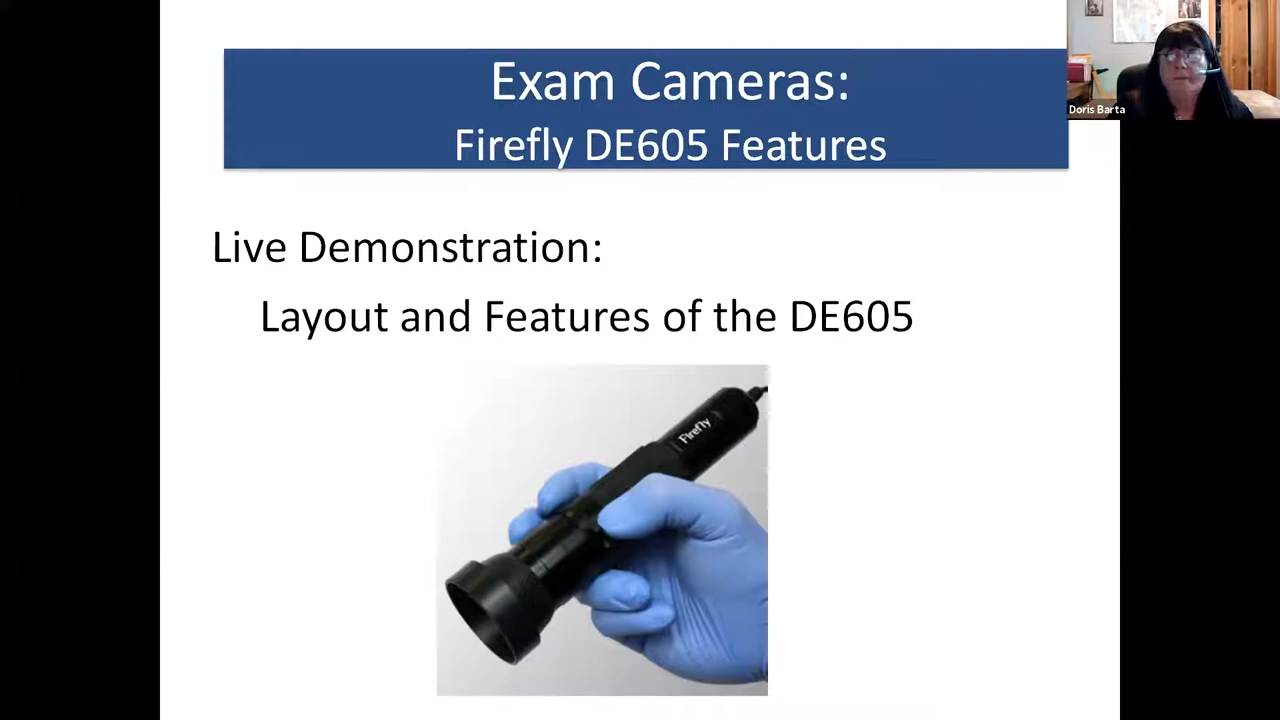 Exam Cameras:
Firefly DE605 Features
Doris Barta
Live Demonstration:
Layout and Features of the DE605
Firefly